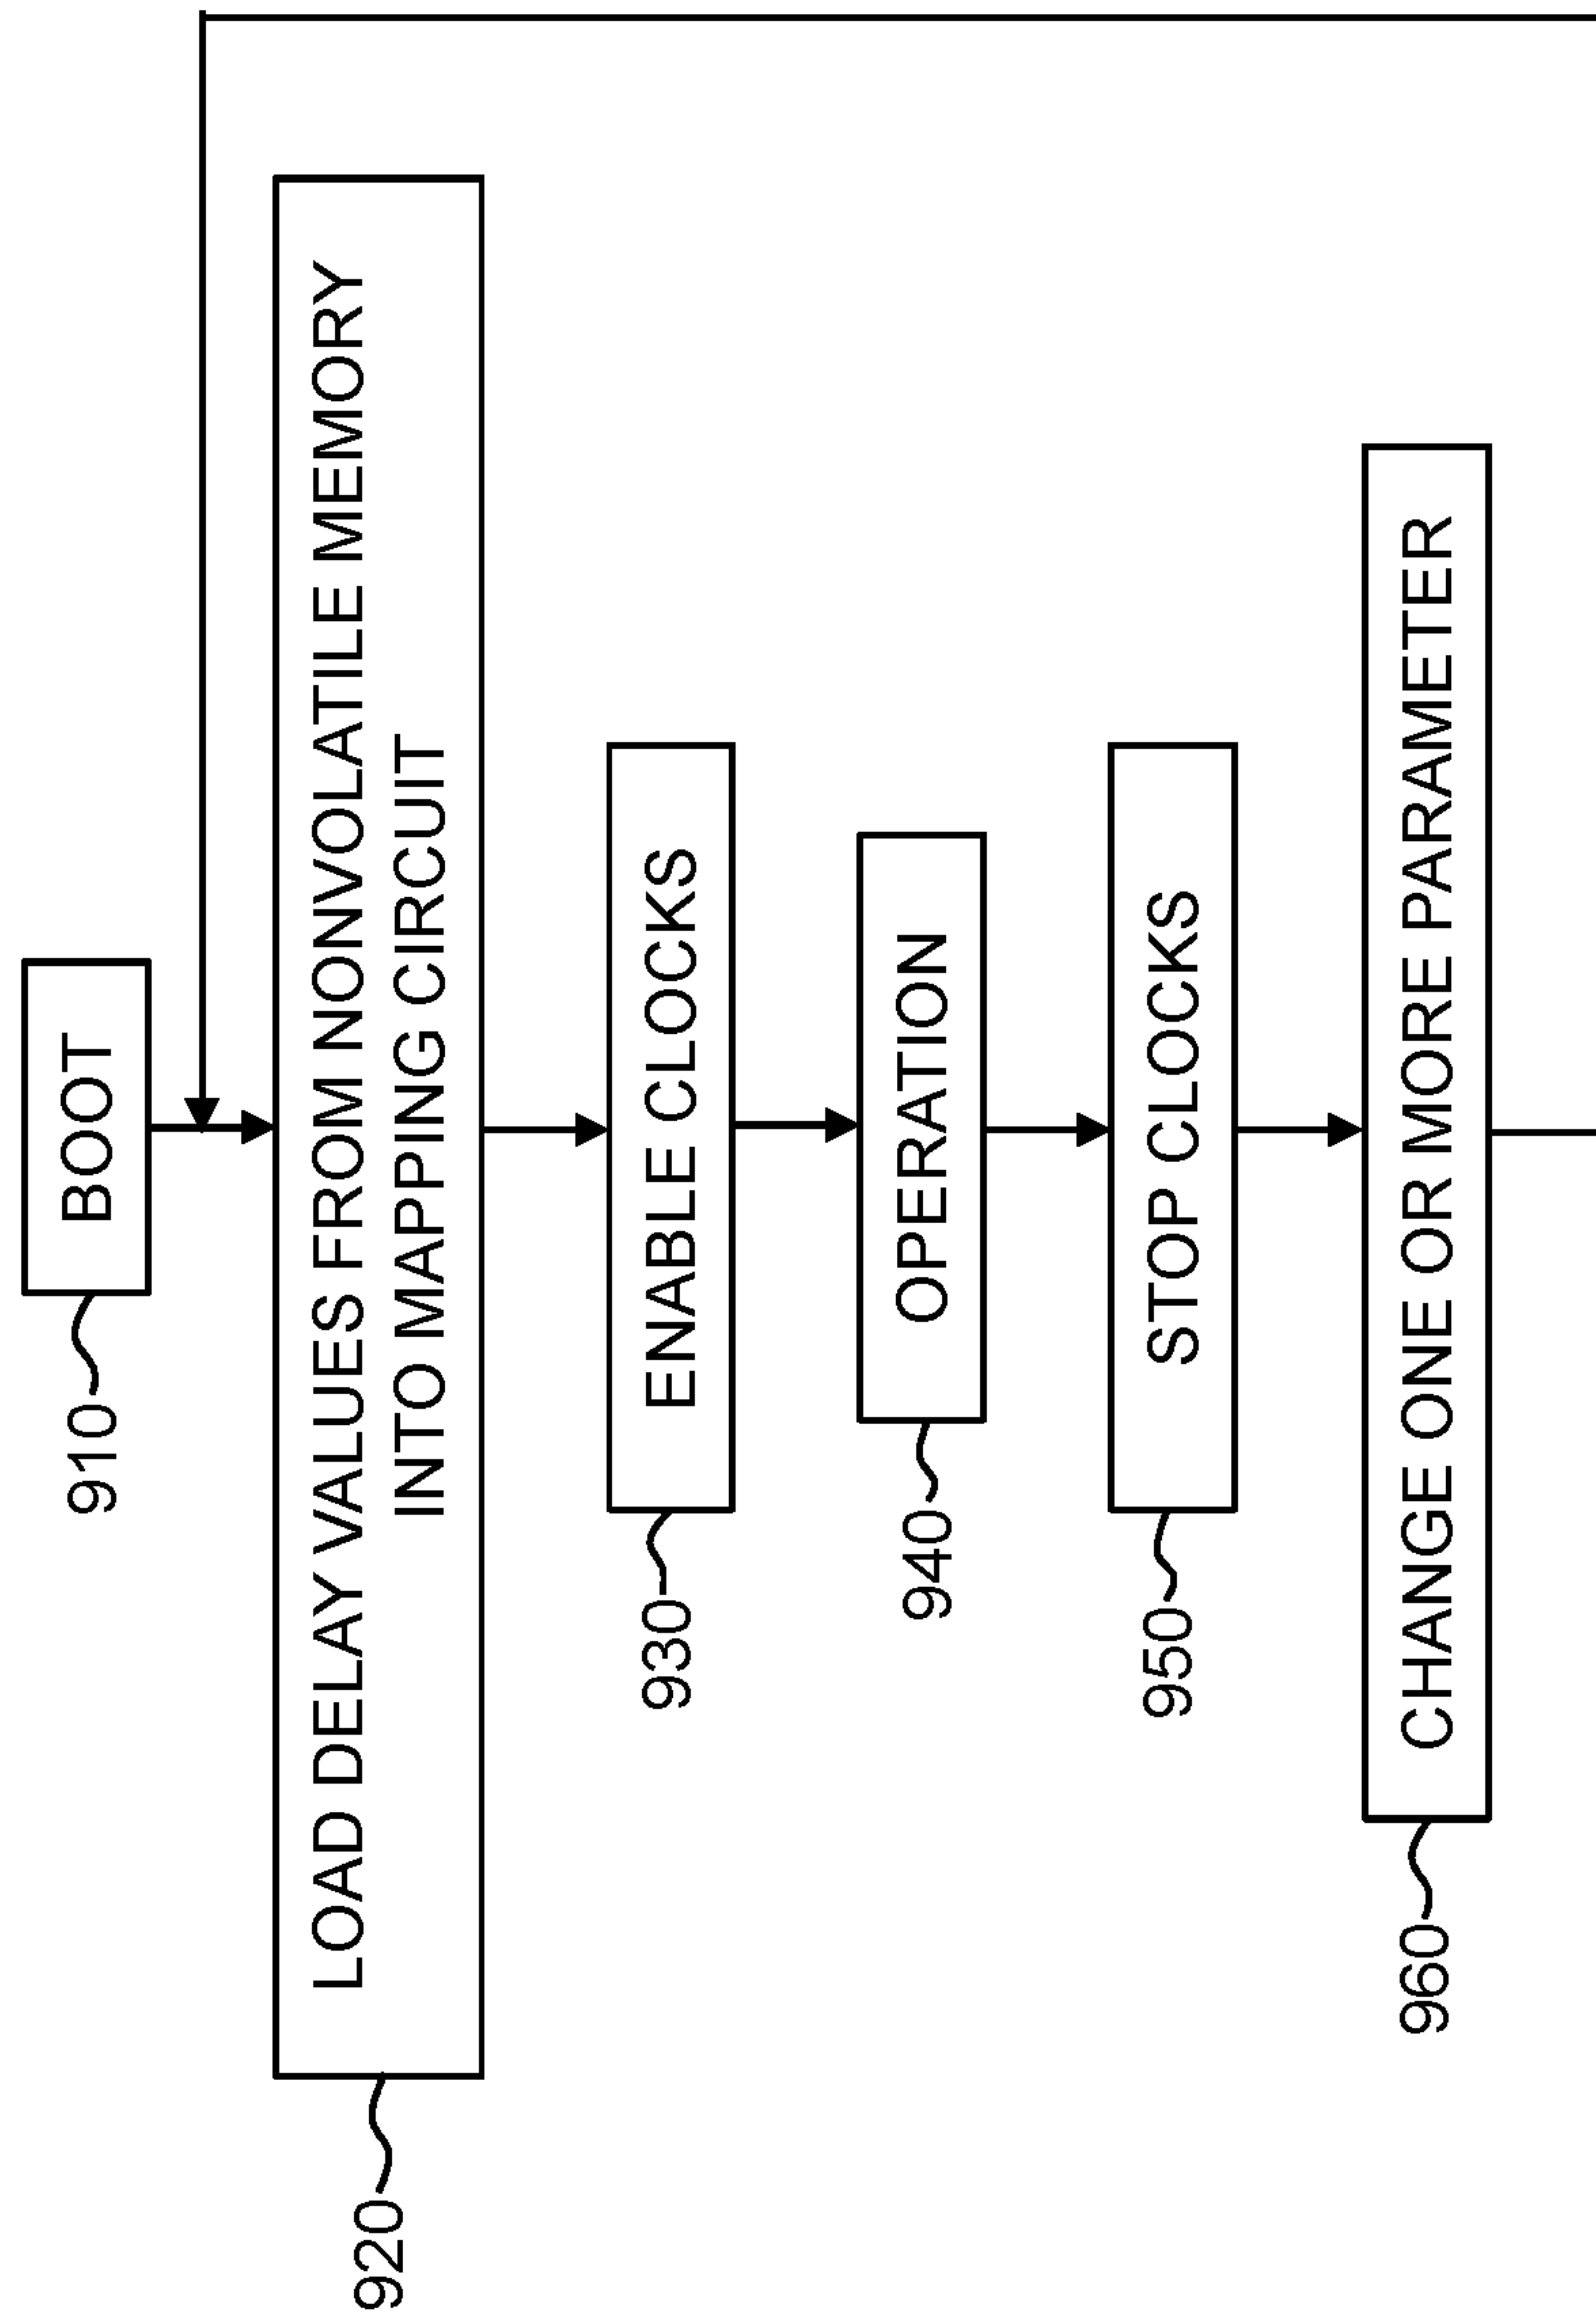 BOOT
910
LOAD DELAY VALUES FROM NONVOLATILE MEMORY
INTO MAPPING CIRCUIT
920
ENABLE CLOCKS
930
OPERATION
940
STOP CLOCKS
950
CHANGE ONE OR MORE PARAMETER
960